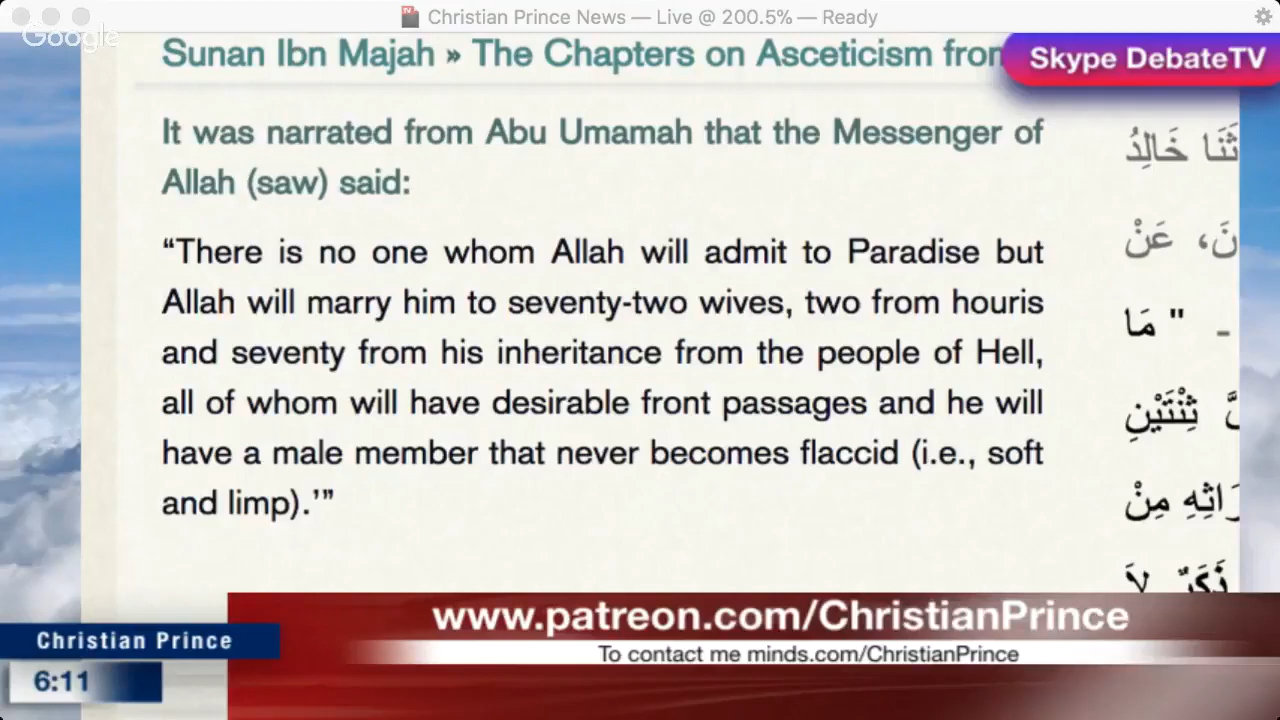 Christian Prince News — Live @ 200.5% — Ready
Google
Sunan Ibn Majah » The Chapters on Asceticism from
Skype DebateTV
It was narrated from Abu Umamah that the Messenger of
Allah (saw) said:
“There is no one whom Allah will admit to Paradise but
Allah will marry him to seventy-two wives, two from houris
and seventy from his inheritance from the people of Hell,
all of whom will have desirable front passages and he will
have a male member that never becomes flaccid (i.e., soft
and limp).’”
ثَنَا خَالِدُ
نَ، عَنْ
ـ " مَا
ثِنْتَيْنِ
رَاثِهِ مِنْ
ذَكَرٌ لاَ
www.patreon.com/ChristianPrince
To contact me minds.com/ChristianPrince
Christian Prince
6:11